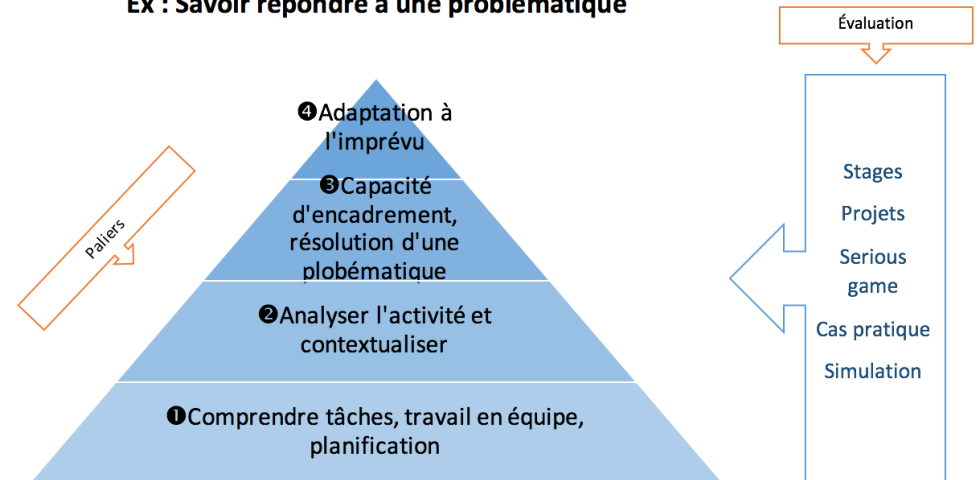 Ex : Savoir répondre à une problématique
Évaluation
❹Adaptation à
l'imprévu
❸Capacité
d'encadrement,
résolution d'une
plobématique
❷Analyser l'activité et
contextualiser
❶Comprendre tâches, travail en équipe,
planification
Paliers
Stages
Projets
Serious
game
Cas pratique
Simulation